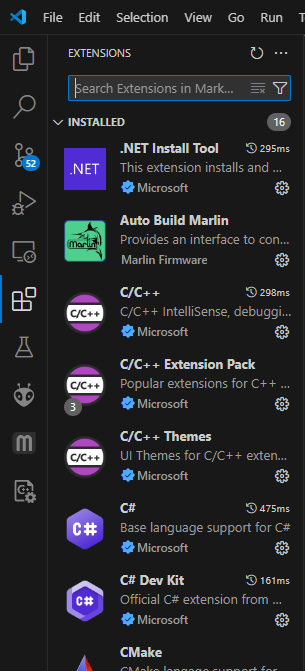 File Edit Selection View Go Run T
EXTENSIONS
Search Extensions in Mark...
INSTALLED 16
.NET
.NET Install Tool 295ms
This extension installs and ...
Microsoft
52
Marlin
Auto Build Marlin
Provides an interface to con...
Marlin Firmware
C/C++
C/C++ 298ms
C/C++ IntelliSense, debuggi...
Microsoft
C/C++
3
C/C++ Extension Pack
Popular extensions for C++ ...
Microsoft
C/C++
C/C++ Themes
UI Themes for C/C++ exten...
Microsoft
C#
C# 475ms
Base language support for C#
Microsoft
C#
C# Dev Kit 161ms
Official C# extension from ...
Microsoft
CMake
CMake langage support for